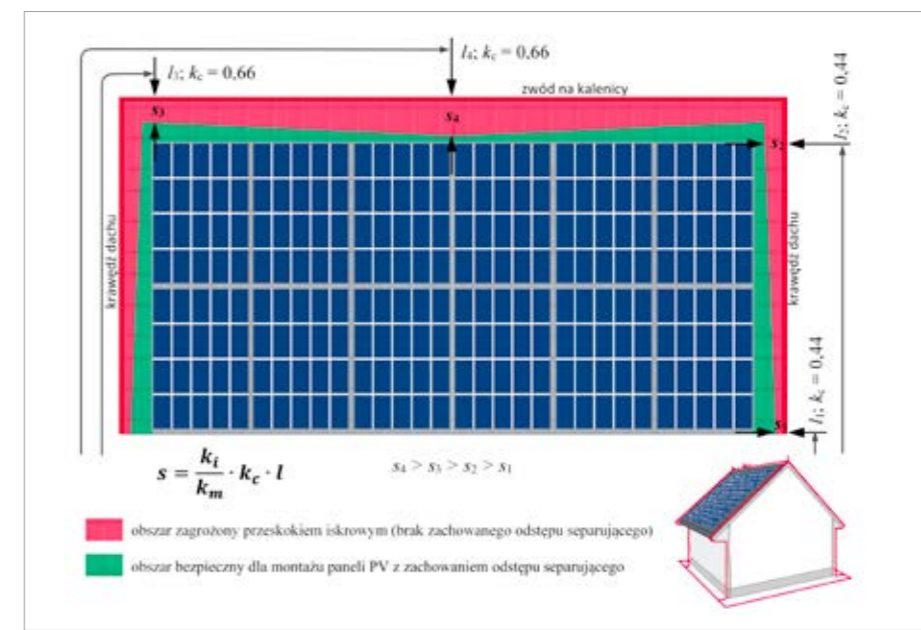 l₄; kc = 0,66
l₃; kc = 0,66
zwód na kalenicy
s₃
s₄
s₂
l₂; kc = 0,44
krawędź dachu
krawędź dachu
l₁; kc = 0,44
s = ki/km · kc · l
s₄ > s₃ > s₂ > s₁
obszar zagrożony przeskokiem iskrowym (brak zachowanego odstępu separującego)
obszar bezpieczny dla montażu paneli PV z zachowaniem odstępu separującego